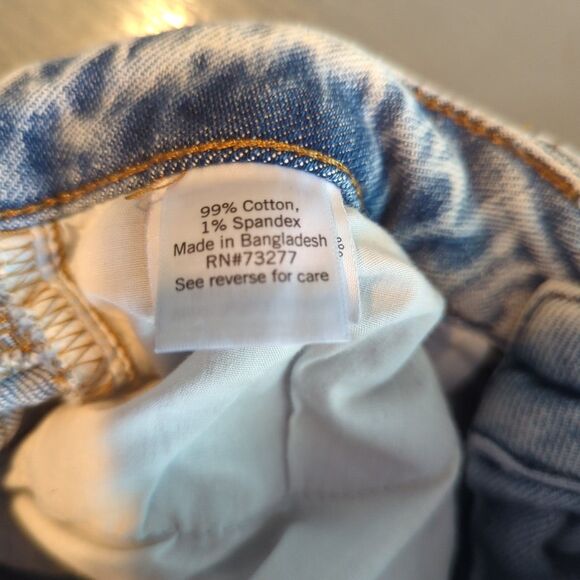 99% Cotton,
1% Spandex
Made in Bangladesh
RN#73277
See reverse for care